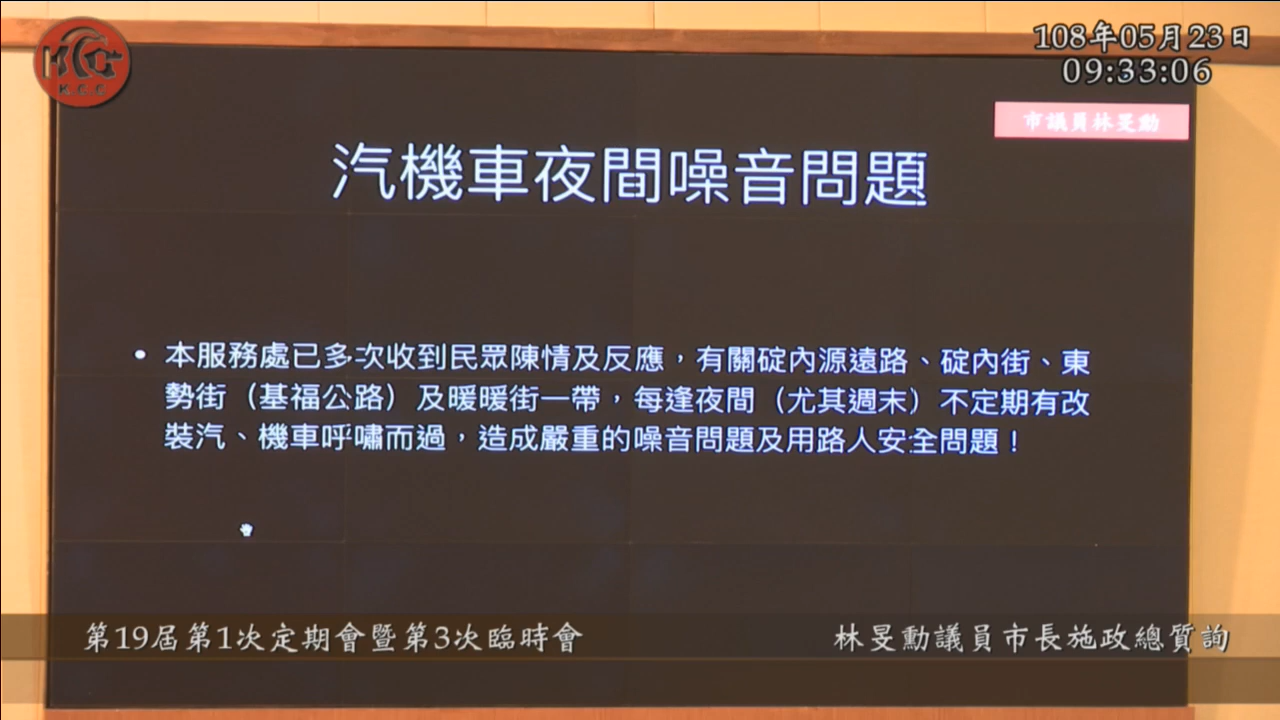 108年05月23日
09:33:06
K.C.C
市議員林旻勳
汽機車夜間噪音問題
• 本服務處已多次收到民眾陳情及反應，有關碇內源遠路、碇內街、東
勢街（基福公路）及暖暖街一帶，每逢夜間（尤其週末）不定期有改
裝汽、機車呼嘯而過，造成嚴重的噪音問題及用路人安全問題！
第19屆第1次定期會暨第3次臨時會
林旻勳議員市長施政總質詢